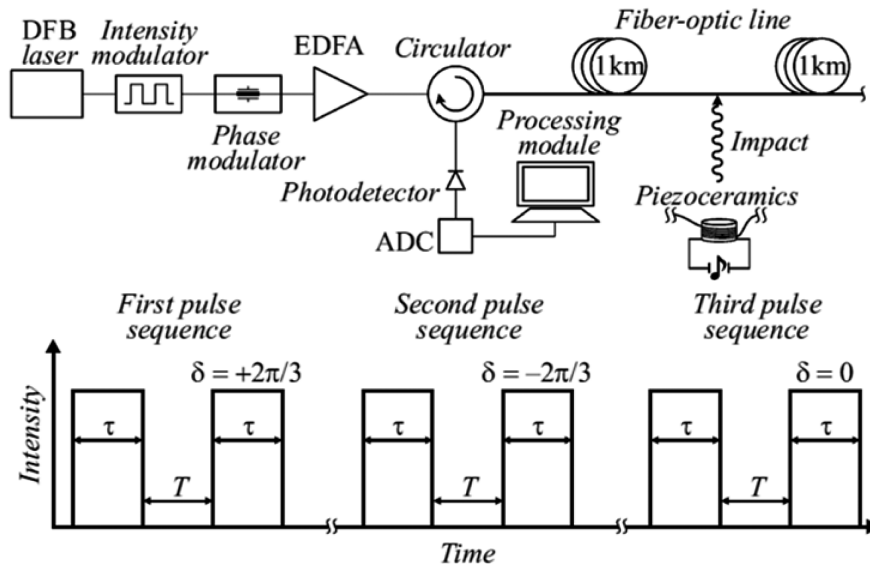 DFB
laser
Intensity
modulator
Phase
modulator
EDFA
Circulator
Fiber-optic line
1km
1km
Processing
module
Impact
Photodetector
Piezoceramics
ADC
First pulse
sequence
Second pulse
sequence
Third pulse
sequence
δ = +2π/3
δ = –2π/3
δ = 0
τ
τ
τ
τ
τ
τ
T
T
T
Intensity
Time